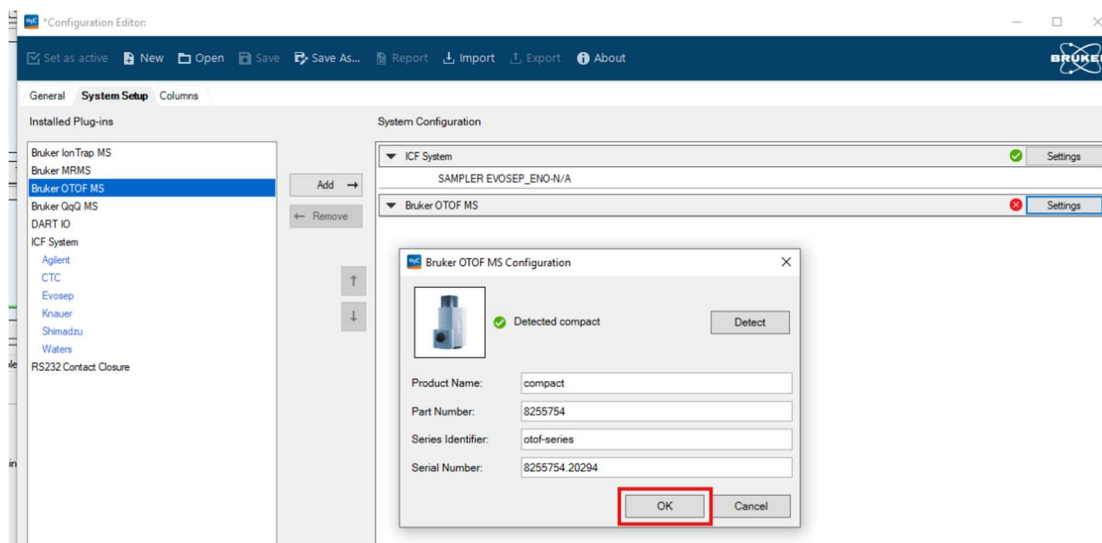 HyC *Configuration Editor:
Set as active New Open Save Save As... Report Import Export About
BRUKER
General System Setup Columns
Installed Plug-ins
System Configuration
Bruker IonTrap MS
Bruker MRMS
Bruker OTOF MS
Bruker QqQ MS
DART IO
ICF System
Agilent
CTC
Evosep
Knauer
Shimadzu
Waters
RS232 Contact Closure
Add →
← Remove
↑
↓
ICF System Settings
SAMPLER EVOSEP_ENO-N/A
Bruker OTOF MS Settings
HyC Bruker OTOF MS Configuration
Detected compact Detect
Product Name: compact
Part Number: 8255754
Series Identifier: otof-series
Serial Number: 8255754.20294
OK Cancel